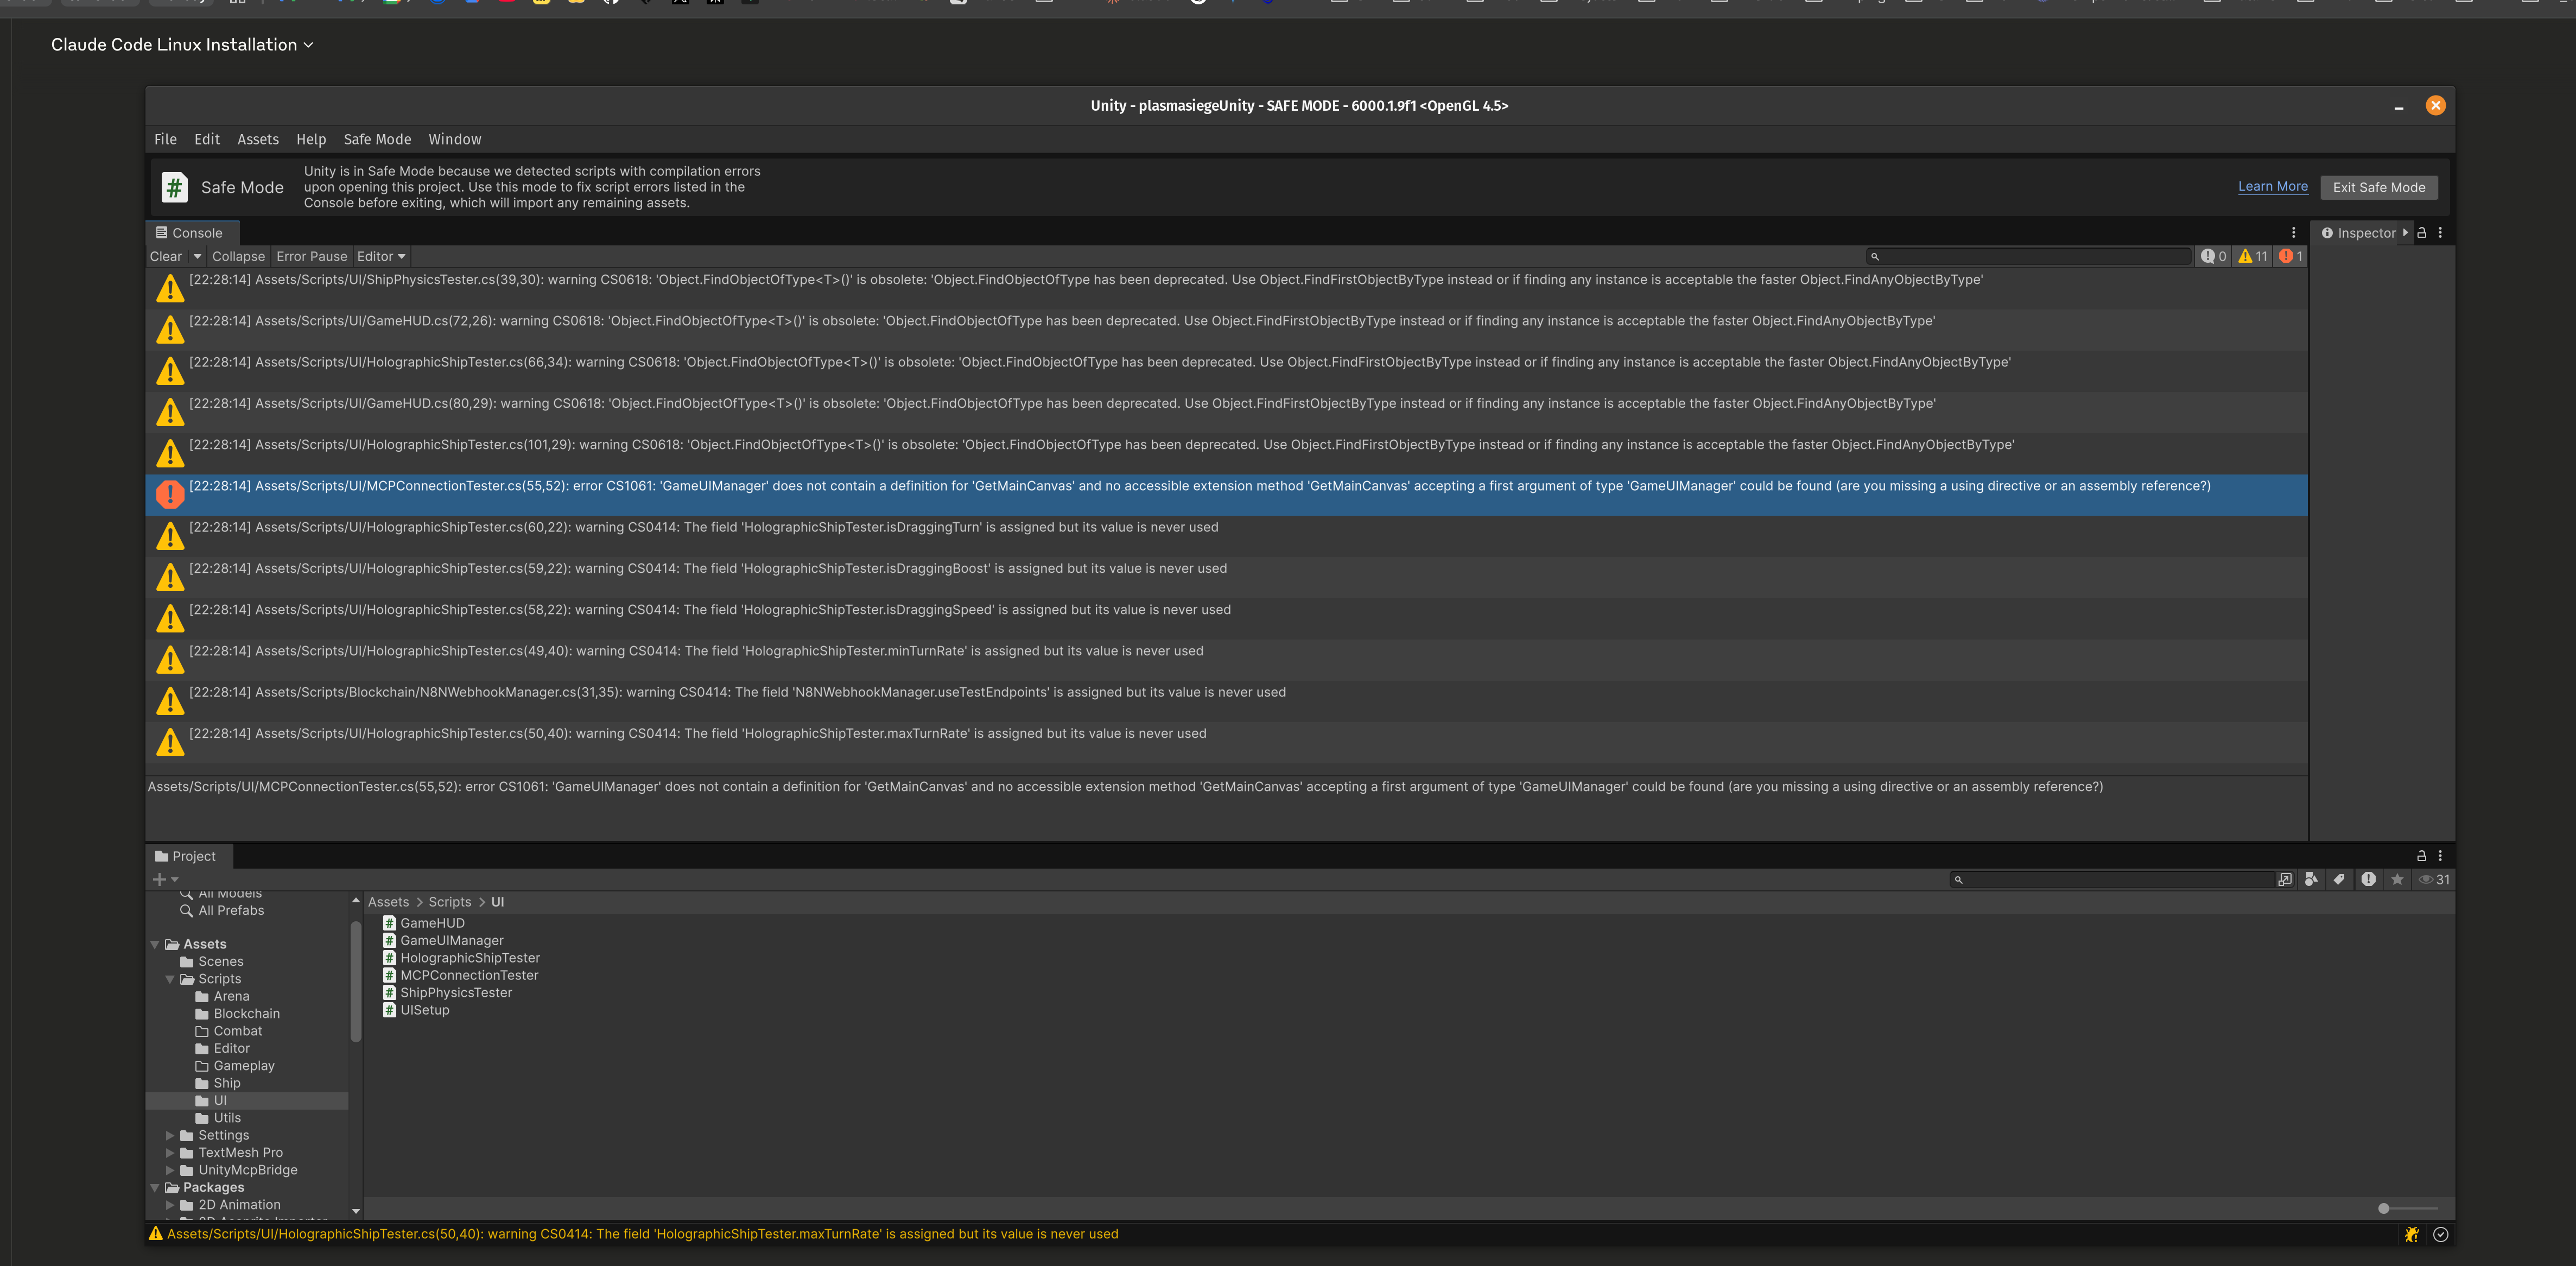 Claude Code Linux Installation
Unity - plasmasiegeUnity - SAFE MODE - 6000.1.9f1 <OpenGL 4.5>
File Edit Assets Help Safe Mode Window
Safe Mode
Unity is in Safe Mode because we detected scripts with compilation errors
upon opening this project. Use this mode to fix script errors listed in the
Console before exiting, which will import any remaining assets.
Learn More
Exit Safe Mode
Console
Inspector
Clear Collapse Error Pause Editor
0 11 1
[22:28:14] Assets/Scripts/UI/ShipPhysicsTester.cs(39,30): warning CS0618: 'Object.FindObjectOfType<T>()' is obsolete: 'Object.FindObjectOfType has been deprecated. Use Object.FindFirstObjectByType instead or if finding any instance is acceptable the faster Object.FindAnyObjectByType'
[22:28:14] Assets/Scripts/UI/GameHUD.cs(72,26): warning CS0618: 'Object.FindObjectOfType<T>()' is obsolete: 'Object.FindObjectOfType has been deprecated. Use Object.FindFirstObjectByType instead or if finding any instance is acceptable the faster Object.FindAnyObjectByType'
[22:28:14] Assets/Scripts/UI/HolographicShipTester.cs(66,34): warning CS0618: 'Object.FindObjectOfType<T>()' is obsolete: 'Object.FindObjectOfType has been deprecated. Use Object.FindFirstObjectByType instead or if finding any instance is acceptable the faster Object.FindAnyObjectByType'
[22:28:14] Assets/Scripts/UI/GameHUD.cs(80,29): warning CS0618: 'Object.FindObjectOfType<T>()' is obsolete: 'Object.FindObjectOfType has been deprecated. Use Object.FindFirstObjectByType instead or if finding any instance is acceptable the faster Object.FindAnyObjectByType'
[22:28:14] Assets/Scripts/UI/HolographicShipTester.cs(101,29): warning CS0618: 'Object.FindObjectOfType<T>()' is obsolete: 'Object.FindObjectOfType has been deprecated. Use Object.FindFirstObjectByType instead or if finding any instance is acceptable the faster Object.FindAnyObjectByType'
[22:28:14] Assets/Scripts/UI/MCPConnectionTester.cs(55,52): error CS1061: 'GameUIManager' does not contain a definition for 'GetMainCanvas' and no accessible extension method 'GetMainCanvas' accepting a first argument of type 'GameUIManager' could be found (are you missing a using directive or an assembly reference?)
[22:28:14] Assets/Scripts/UI/HolographicShipTester.cs(60,22): warning CS0414: The field 'HolographicShipTester.isDraggingTurn' is assigned but its value is never used
[22:28:14] Assets/Scripts/UI/HolographicShipTester.cs(59,22): warning CS0414: The field 'HolographicShipTester.isDraggingBoost' is assigned but its value is never used
[22:28:14] Assets/Scripts/UI/HolographicShipTester.cs(58,22): warning CS0414: The field 'HolographicShipTester.isDraggingSpeed' is assigned but its value is never used
[22:28:14] Assets/Scripts/UI/HolographicShipTester.cs(49,40): warning CS0414: The field 'HolographicShipTester.minTurnRate' is assigned but its value is never used
[22:28:14] Assets/Scripts/Blockchain/N8NWebhookManager.cs(31,35): warning CS0414: The field 'N8NWebhookManager.useTestEndpoints' is assigned but its value is never used
[22:28:14] Assets/Scripts/UI/HolographicShipTester.cs(50,40): warning CS0414: The field 'HolographicShipTester.maxTurnRate' is assigned but its value is never used
Assets/Scripts/UI/MCPConnectionTester.cs(55,52): error CS1061: 'GameUIManager' does not contain a definition for 'GetMainCanvas' and no accessible extension method 'GetMainCanvas' accepting a first argument of type 'GameUIManager' could be found (are you missing a using directive or an assembly reference?)
Project
31
All Models
All Prefabs
Assets
Scenes
Scripts
Arena
Blockchain
Combat
Editor
Gameplay
Ship
UI
Utils
Settings
TextMesh Pro
UnityMcpBridge
Packages
2D Animation
Assets > Scripts > UI
GameHUD
GameUIManager
HolographicShipTester
MCPConnectionTester
ShipPhysicsTester
UISetup
Assets/Scripts/UI/HolographicShipTester.cs(50,40): warning CS0414: The field 'HolographicShipTester.maxTurnRate' is assigned but its value is never used